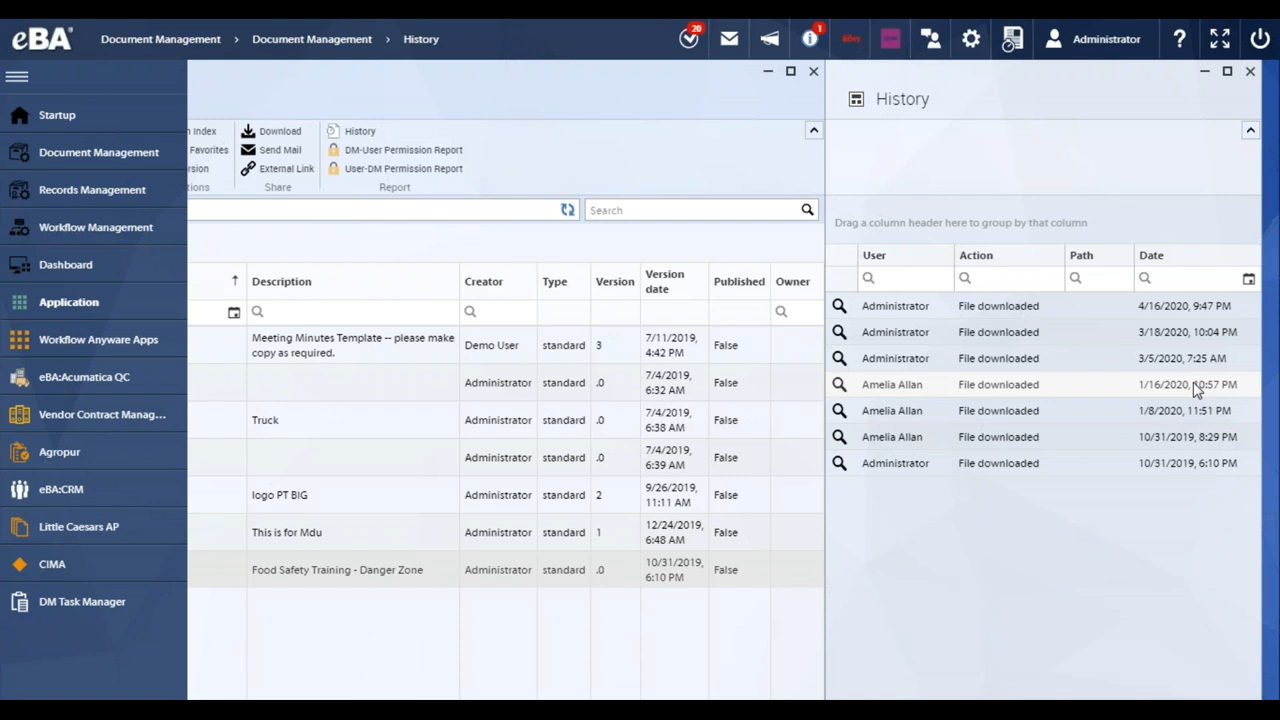 eBA
Document Management > Document Management > History
20
1
Administrator
?
Startup
Document Management
Records Management
Workflow Management
Dashboard
Application
Workflow Anyware Apps
eBA:Acumatica QC
Vendor Contract Manag...
Agropur
eBA:CRM
Little Caesars AP
CIMA
DM Task Manager
n Index
Favorites
rsion
tions
Download
Send Mail
External Link
Share
History
DM-User Permission Report
User-DM Permission Report
Report
Search
Description Creator Type Version Version date Published Owner
Meeting Minutes Template -- please make copy as required. Demo User standard 3 7/11/2019, 4:42 PM False
Administrator standard .0 7/4/2019, 6:32 AM False
Truck Administrator standard .0 7/4/2019, 6:38 AM False
Administrator standard .0 7/4/2019, 6:39 AM False
logo PT BIG Administrator standard 2 9/26/2019, 11:11 AM False
This is for Mdu Administrator standard 1 12/24/2019, 6:48 AM False
Food Safety Training - Danger Zone Administrator standard .0 10/31/2019, 6:10 PM False
History
Drag a column header here to group by that column
User Action Path Date
Administrator File downloaded 4/16/2020, 9:47 PM
Administrator File downloaded 3/18/2020, 10:04 PM
Administrator File downloaded 3/5/2020, 7:25 AM
Amelia Allan File downloaded 1/16/2020, 10:57 PM
Amelia Allan File downloaded 1/8/2020, 11:51 PM
Amelia Allan File downloaded 10/31/2019, 8:29 PM
Administrator File downloaded 10/31/2019, 6:10 PM